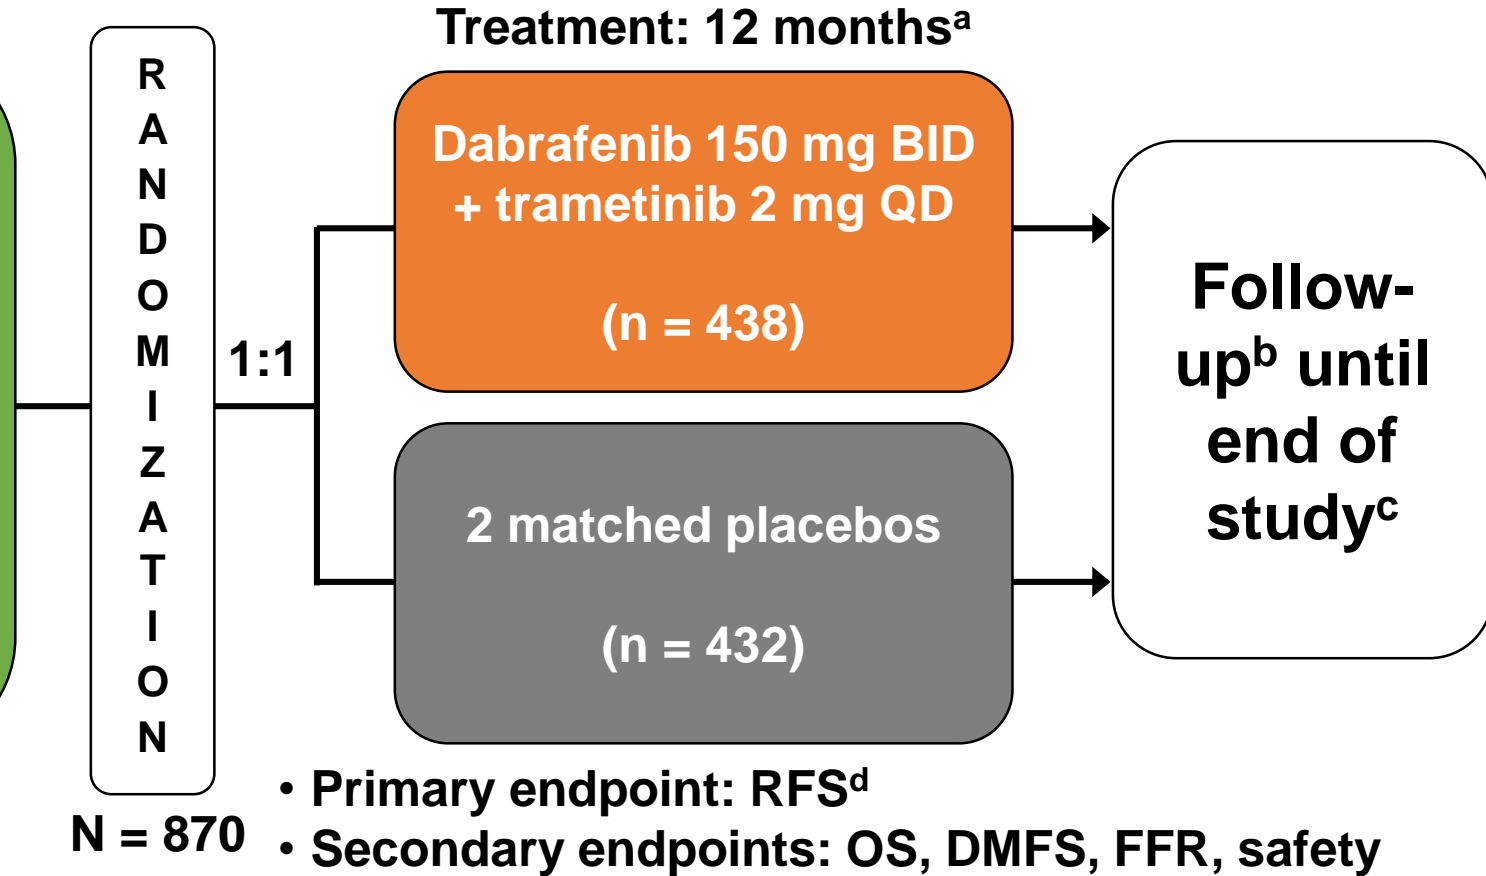 Treatment: 12 monthsᵃ
R
A
N
D
O
M
I
Z
A
T
I
O
N
N = 870
1:1
Dabrafenib 150 mg BID
+ trametinib 2 mg QD
(n = 438)
2 matched placebos
(n = 432)
Follow-
upᵇ until
end of
studyᶜ
• Primary endpoint: RFSᵈ
• Secondary endpoints: OS, DMFS, FFR, safety